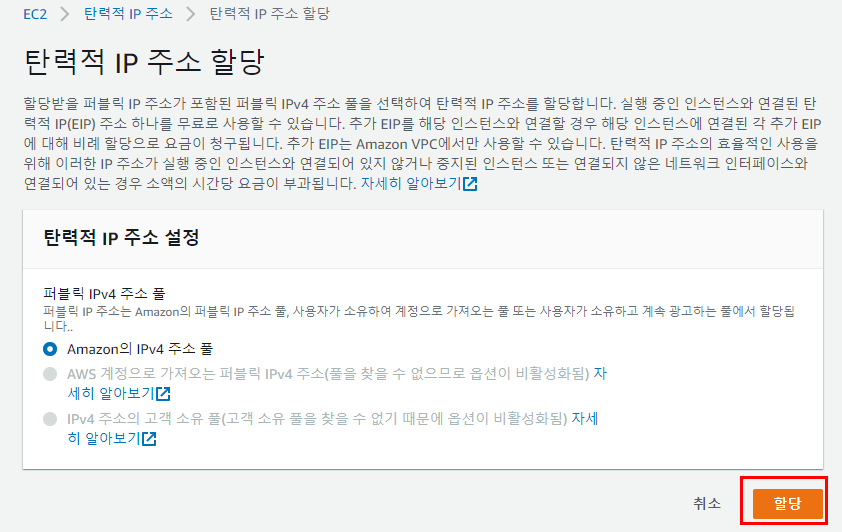 EC2 > 탄력적 IP 주소 > 탄력적 IP 주소 할당
탄력적 IP 주소 할당
할당받을 퍼블릭 IP 주소가 포함된 퍼블릭 IPv4 주소 풀을 선택하여 탄력적 IP 주소를 할당합니다. 실행 중인 인스턴스와 연결된 탄
력적 IP(EIP) 주소 하나를 무료로 사용할 수 있습니다. 추가 EIP를 해당 인스턴스와 연결할 경우 해당 인스턴스에 연결된 각 추가 EIP
에 대해 비례 할당으로 요금이 청구됩니다. 추가 EIP는 Amazon VPC에서만 사용할 수 있습니다. 탄력적 IP 주소의 효율적인 사용을
위해 이러한 IP 주소가 실행 중인 인스턴스와 연결되어 있지 않거나 중지된 인스턴스 또는 연결되지 않은 네트워크 인터페이스와
연결되어 있는 경우 소액의 시간당 요금이 부과됩니다. 자세히 알아보기
탄력적 IP 주소 설정
퍼블릭 IPv4 주소 풀
퍼블릭 IP 주소는 Amazon의 퍼블릭 IP 주소 풀, 사용자가 소유하여 계정으로 가져오는 풀 또는 사용자가 소유하고 계속 광고하는 풀에서 할당됩
니다..
Amazon의 IPv4 주소 풀
AWS 계정으로 가져오는 퍼블릭 IPv4 주소(풀을 찾을 수 없으므로 옵션이 비활성화됨) 자
세히 알아보기
IPv4 주소의 고객 소유 풀(고객 소유 풀을 찾을 수 없기 때문에 옵션이 비활성화됨) 자세
히 알아보기
취소 할당